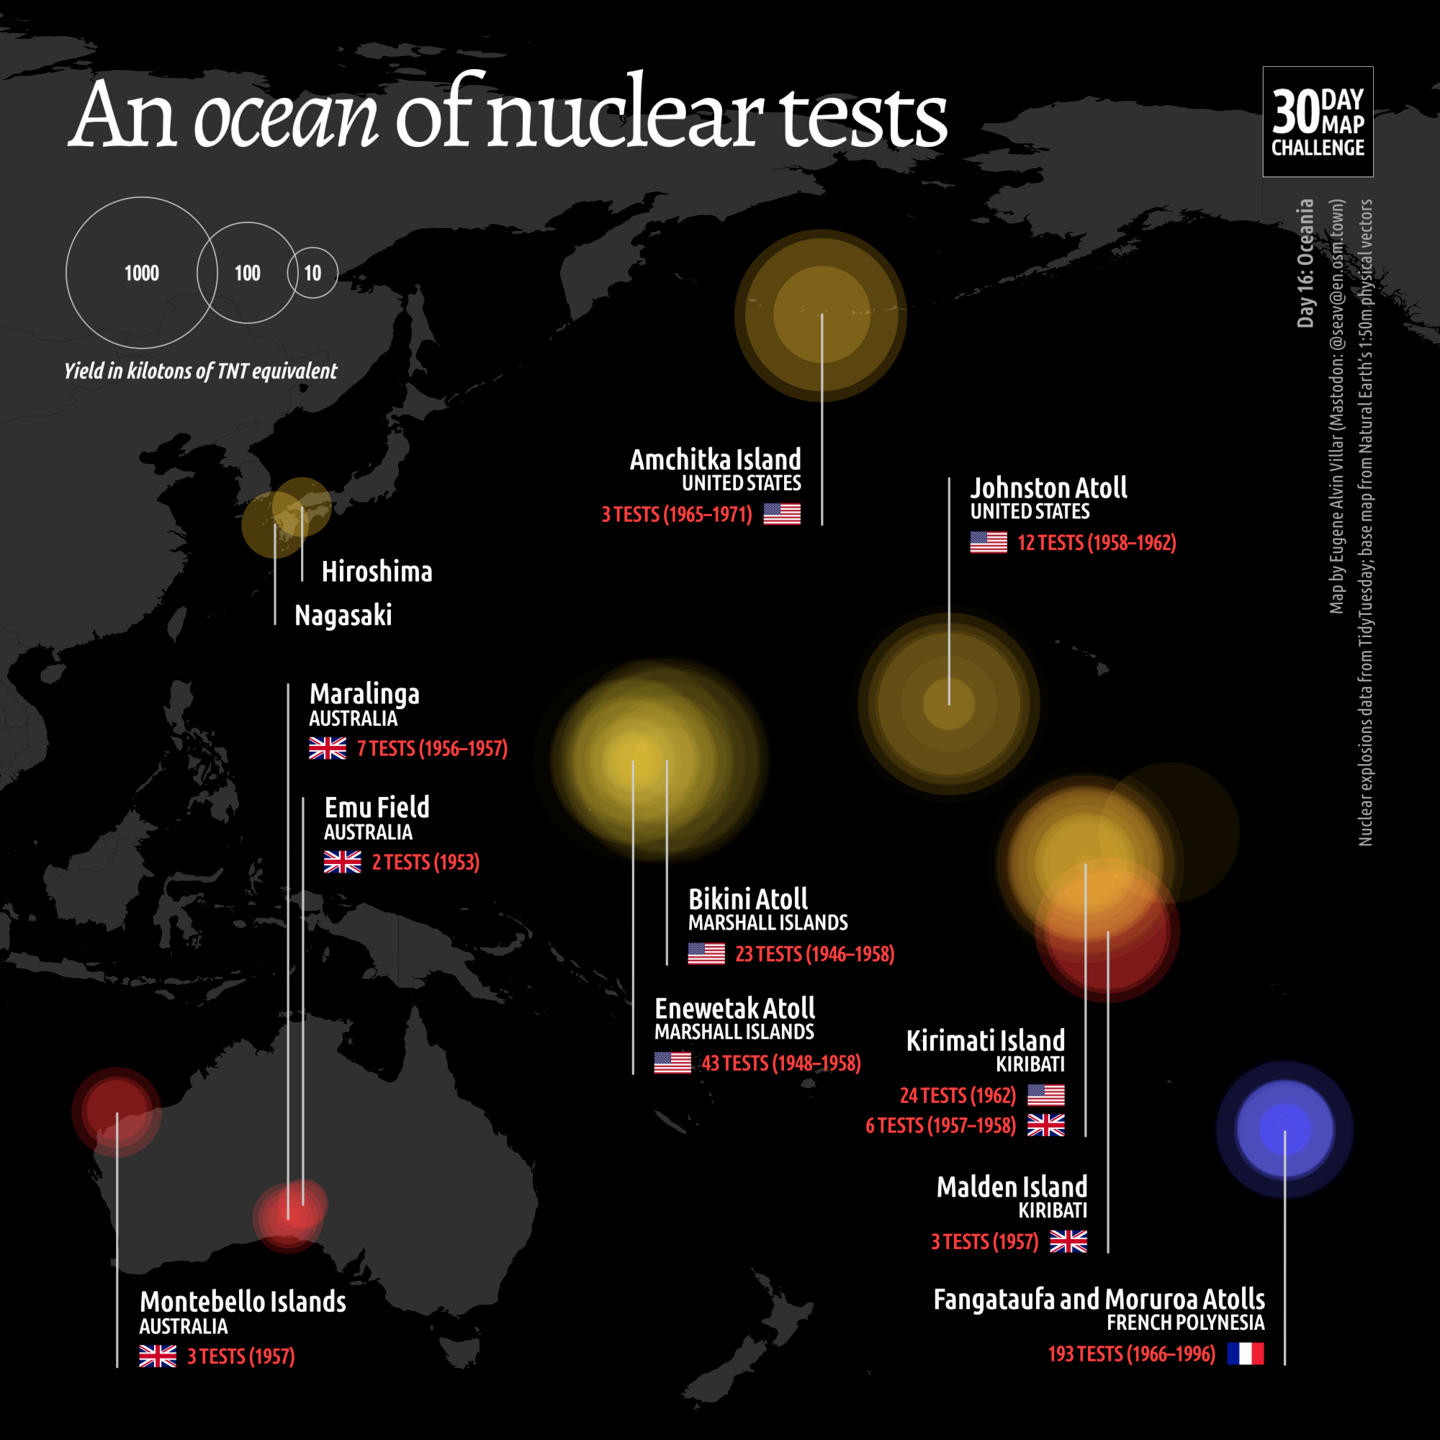 An ocean of nuclear tests
30 DAY
MAP
CHALLENGE
1000
100
10
Yield in kilotons of TNT equivalent
Day 16: Oceania
Map by Eugene Alvin Villar (Mastodon: @seav@en.osm.town)
Nuclear explosions data from TidyTuesday; base map from Natural Earth's 1:50m physical vectors
Amchitka Island
UNITED STATES
3 TESTS (1965–1971)
Johnston Atoll
UNITED STATES
12 TESTS (1958–1962)
Hiroshima
Nagasaki
Maralinga
AUSTRALIA
7 TESTS (1956–1957)
Emu Field
AUSTRALIA
2 TESTS (1953)
Bikini Atoll
MARSHALL ISLANDS
23 TESTS (1946–1958)
Enewetak Atoll
MARSHALL ISLANDS
43 TESTS (1948–1958)
Kirimati Island
KIRIBATI
24 TESTS (1962)
6 TESTS (1957–1958)
Malden Island
KIRIBATI
3 TESTS (1957)
Montebello Islands
AUSTRALIA
3 TESTS (1957)
Fangataufa and Moruroa Atolls
FRENCH POLYNESIA
193 TESTS (1966–1996)